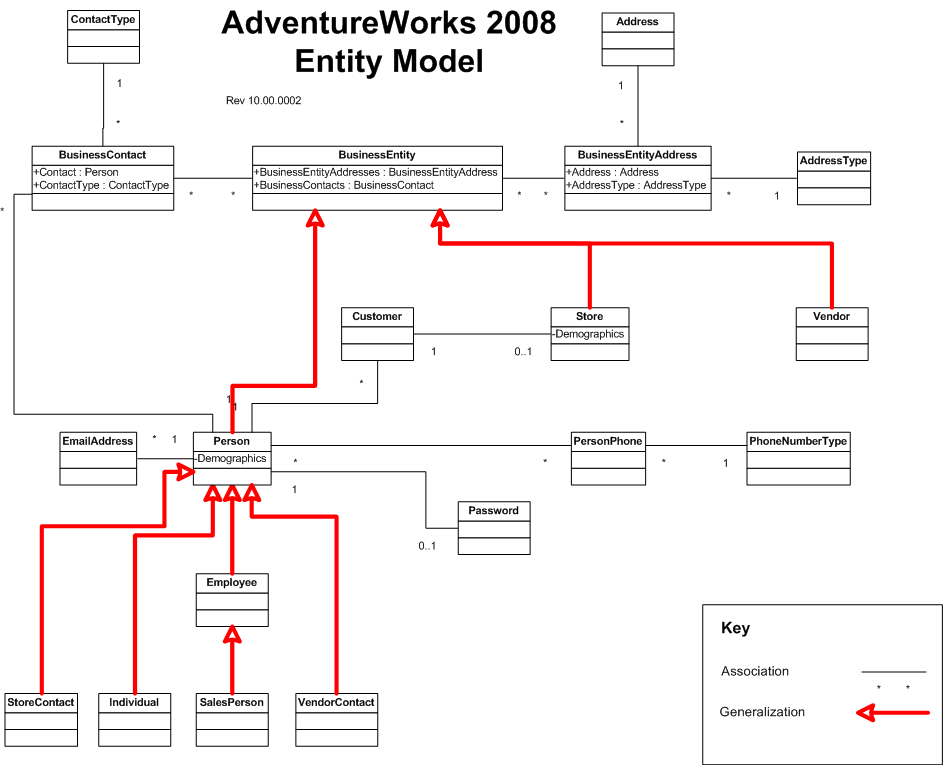 ContactType
AdventureWorks 2008
Entity Model
Address
Rev 10.00.0002
1
*
1
*
BusinessContact
+Contact : Person
+ContactType : ContactType
BusinessEntity
+BusinessEntityAddresses : BusinessEntityAddress
+BusinessContacts : BusinessContact
BusinessEntityAddress
+Address : Address
+AddressType : AddressType
AddressType
*
*
*
*
*
*
1
Customer
Store
-Demographics
Vendor
1
0..1
*
1
1
EmailAddress
*
1
Person
-Demographics
PersonPhone
PhoneNumberType
*
*
*
1
1
Password
0..1
Employee
StoreContact
Individual
SalesPerson
VendorContact
Key
Association
*
*
Generalization